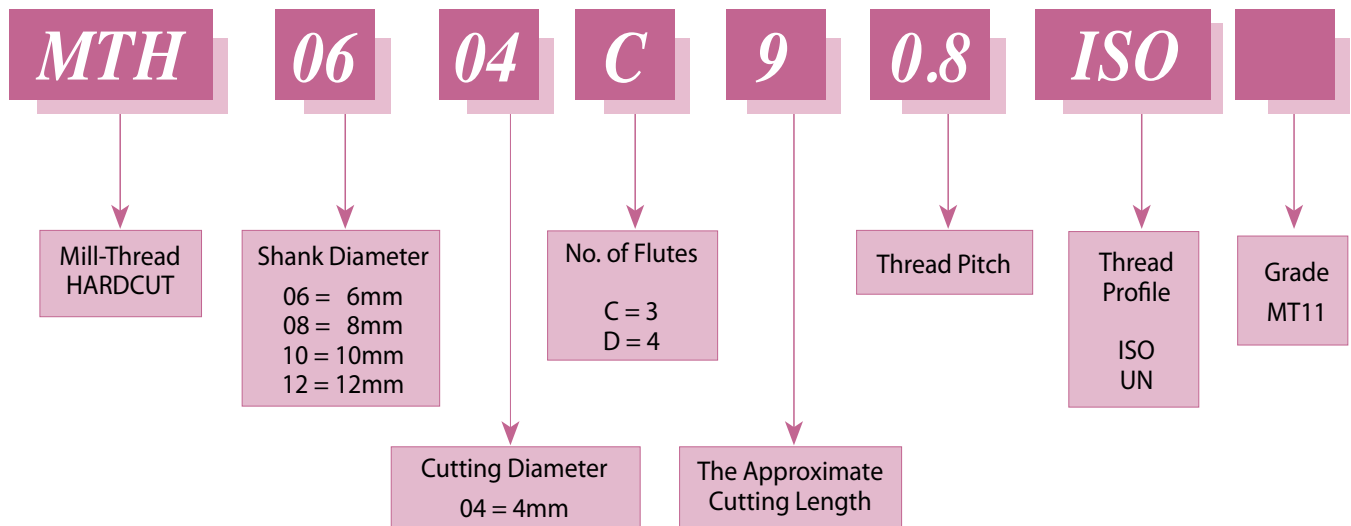 MTH 06 04 C 9 0.8 ISO
Mill-Thread
HARDCUT
Shank Diameter
06 = 6mm
08 = 8mm
10 = 10mm
12 = 12mm
Cutting Diameter
04 = 4mm
No. of Flutes
C = 3
D = 4
The Approximate
Cutting Length
Thread Pitch
Thread
Profile
ISO
UN
Grade
MT11